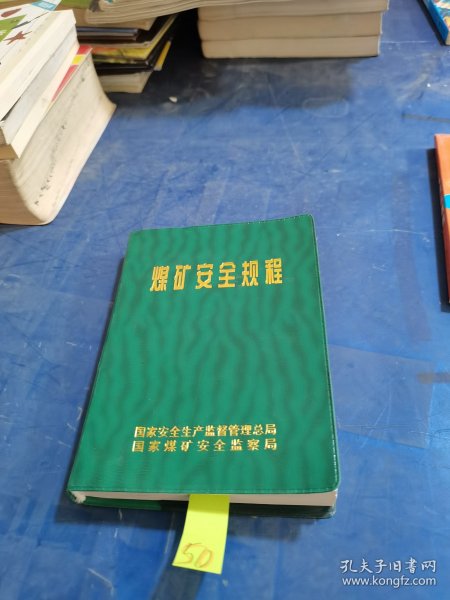 煤矿安全规程
国家安全生产监督管理总局
国家煤矿安全监察局
50
孔夫子旧书网
www.kongfz.com